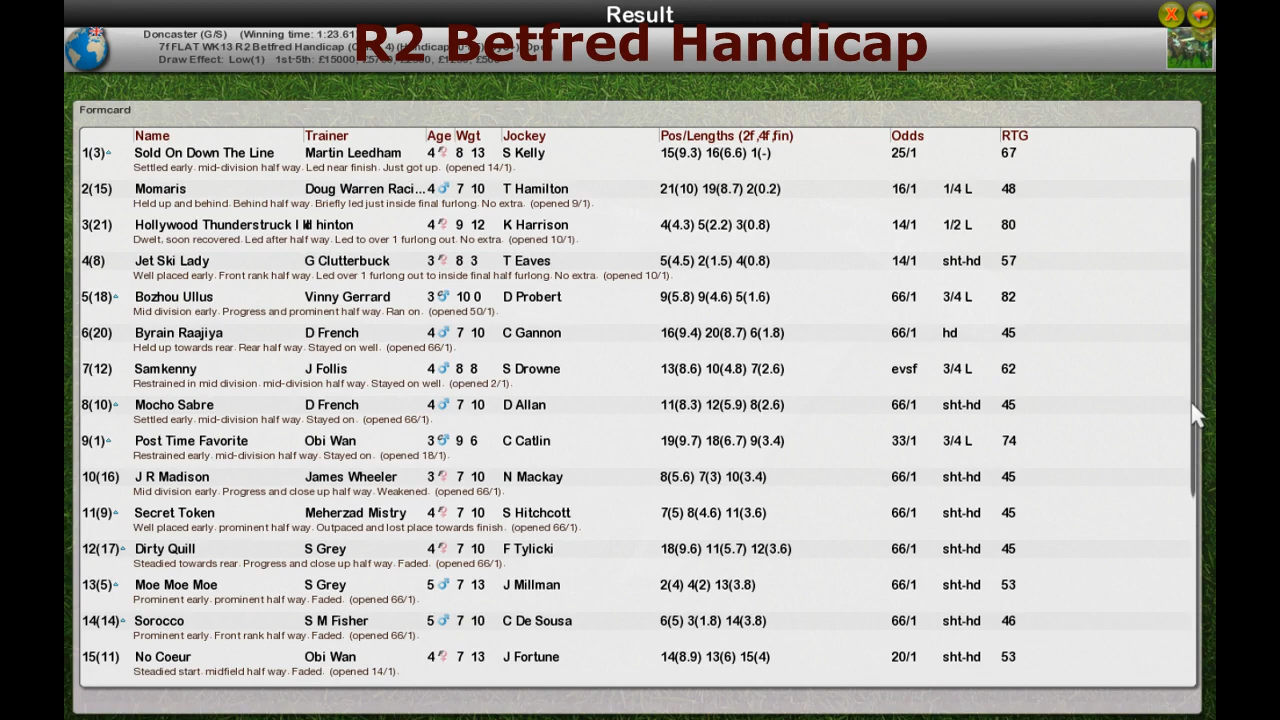 Result
R2 Betfred Handicap
Doncaster (G/S) (Winning time: 1:23.61
7f FLAT WK13 R2 Betfred Handicap
Draw Effect: Low(1) 1st-5th: £15000,
Formcard
Name Trainer Age Wgt Jockey Pos/Lengths (2f,4f,fin) Odds RTG
1(3) Sold On Down The Line Martin Leedham 4 8 13 S Kelly 15(9.3) 16(6.6) 1(-) 25/1 67
Settled early. mid-division half way. Led near finish. Just got up. (opened 14/1).
2(15) Momaris Doug Warren Raci... 4 7 10 T Hamilton 21(10) 19(8.7) 2(0.2) 16/1 1/4 L 48
Held up and behind. Behind half way. Briefly led just inside final furlong. No extra. (opened 9/1).
3(21) Hollywood Thunderstruck I hinton 4 9 12 K Harrison 4(4.3) 5(2.2) 3(0.8) 14/1 1/2 L 80
Dwelt, soon recovered. Led after half way. Led to over 1 furlong out. No extra. (opened 10/1).
4(8) Jet Ski Lady G Clutterbuck 3 8 3 T Eaves 5(4.5) 2(1.5) 4(0.8) 14/1 sht-hd 57
Well placed early. Front rank half way. Led over 1 furlong out to inside final half furlong. No extra. (opened 10/1).
5(18) Bozhou Ullus Vinny Gerrard 3 10 0 D Probert 9(5.8) 9(4.6) 5(1.6) 66/1 3/4 L 82
Mid division early. Progress and prominent half way. Ran on. (opened 50/1).
6(20) Byrain Raajiya D French 4 7 10 C Gannon 16(9.4) 20(8.7) 6(1.8) 66/1 hd 45
Held up towards rear. Rear half way. Stayed on well. (opened 66/1).
7(12) Samkenny J Follis 4 8 8 S Drowne 13(8.6) 10(4.8) 7(2.6) evsf 3/4 L 62
Restrained in mid division. mid-division half way. Stayed on well. (opened 2/1).
8(10) Mocho Sabre D French 4 7 10 D Allan 11(8.3) 12(5.9) 8(2.6) 66/1 sht-hd 45
Settled early. mid-division half way. Stayed on. (opened 66/1).
9(1) Post Time Favorite Obi Wan 3 9 6 C Catlin 19(9.7) 18(6.7) 9(3.4) 33/1 3/4 L 74
Restrained early. mid-division half way. Stayed on. (opened 18/1).
10(16) J R Madison James Wheeler 3 7 10 N Mackay 8(5.6) 7(3) 10(3.4) 66/1 sht-hd 45
Mid division early. Progress and close up half way. Weakened. (opened 66/1).
11(9) Secret Token Meherzad Mistry 4 7 10 S Hitchcott 7(5) 8(4.6) 11(3.6) 66/1 sht-hd 45
Well placed early. prominent half way. Outpaced and lost place towards finish. (opened 66/1).
12(17) Dirty Quill S Grey 4 7 10 F Tylicki 18(9.6) 11(5.7) 12(3.6) 66/1 sht-hd 45
Steadied towards rear. Progress and close up half way. Faded. (opened 66/1).
13(5) Moe Moe Moe S Grey 5 7 13 J Millman 2(4) 4(2) 13(3.8) 66/1 sht-hd 53
Prominent early. prominent half way. Faded. (opened 66/1).
14(14) Sorocco S M Fisher 5 7 10 C De Sousa 6(5) 3(1.8) 14(3.8) 66/1 sht-hd 46
Prominent early. Front rank half way. Faded. (opened 66/1).
15(11) No Coeur Obi Wan 4 7 13 J Fortune 14(8.9) 13(6) 15(4) 20/1 sht-hd 53
Steadied start. midfield half way. Faded. (opened 14/1).